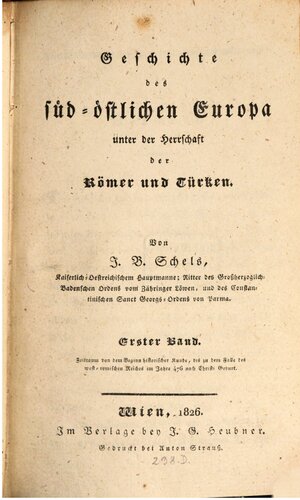 Geschichte
des
süd-östlichen Europa
unter der Herrschaft
der
Römer und Türken.
Von
J. B. Schels,
Kaiserlich-Oestreichischem Hauptmanne; Ritter des Großherzoglich-
Badenschen Ordens vom Zähringer Löwen, und des Constan-
tinischen Sanct Georgs-Ordens von Parma.
Erster Band.
Zeitraum von dem Beginn historischer Kunde, bis zu dem Falle des
west-römischen Reiches im Jahre 476 nach Christi Geburt.
Wien, 1826.
Im Verlage bey J. G. Heubner.
Gedruckt bey Anton Strauß.
238.D.